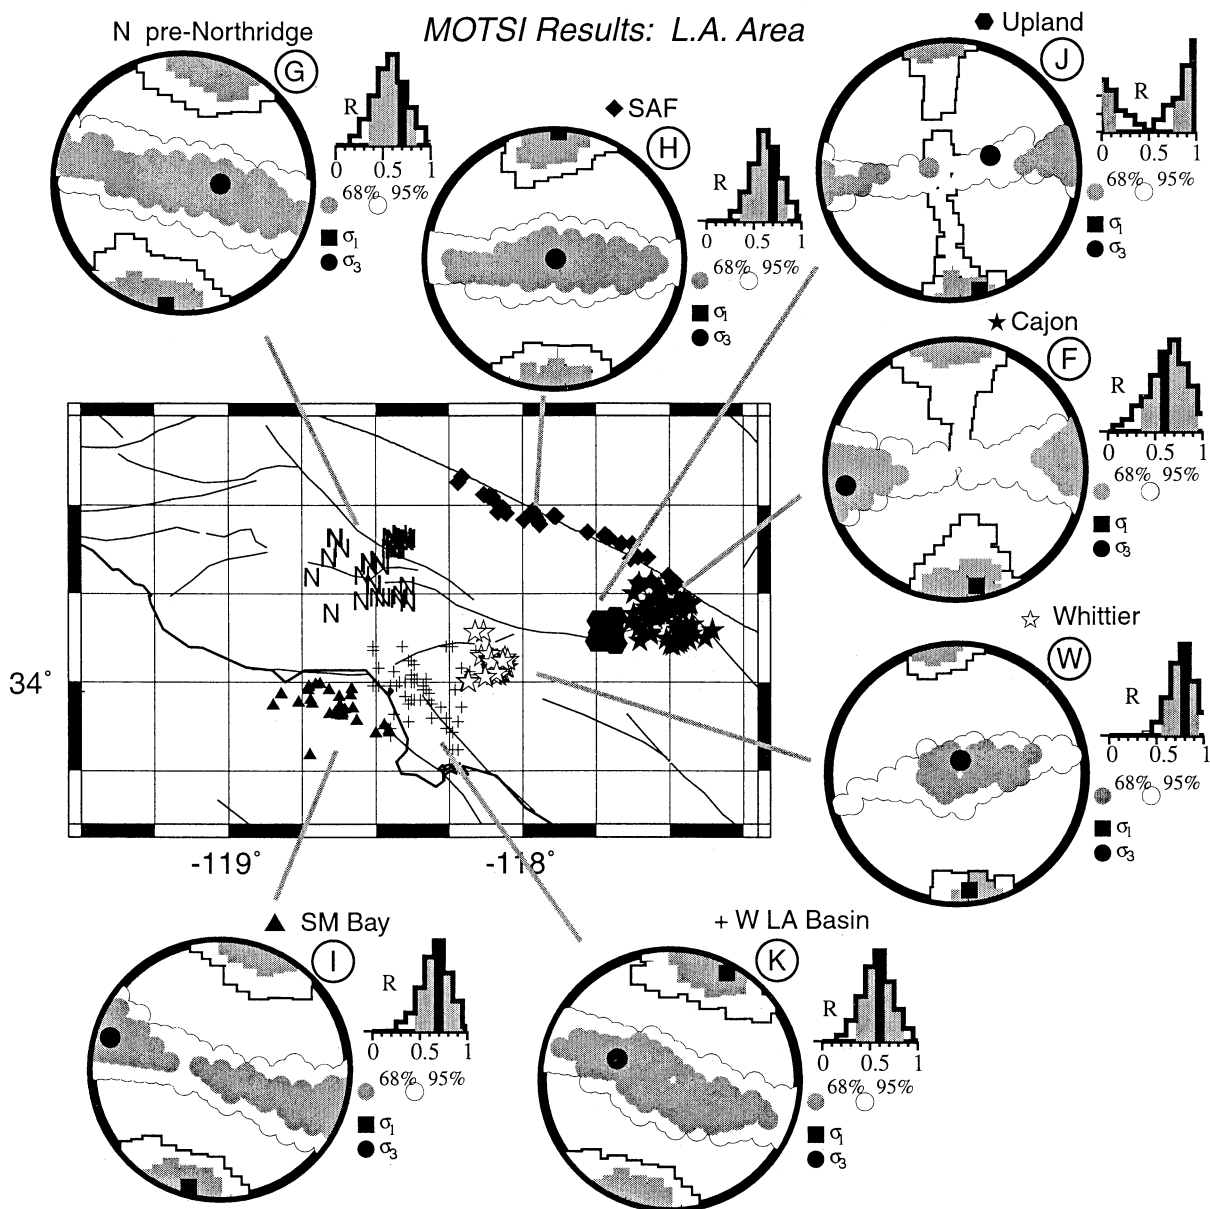 MOTSI Results: L.A. Area
N pre-Northridge
G
R
0 0.5 1
68% 95%
σ1
σ3
SAF
H
R
0 0.5 1
68% 95%
σ1
σ3
Upland
J
R
0 0.5 1
68% 95%
σ1
σ3
Cajon
F
R
0 0.5 1
68% 95%
σ1
σ3
Whittier
W
R
0 0.5 1
68% 95%
σ1
σ3
N N N N N N N N N N N N
34°
-119° -118°
SM Bay
I
R
0 0.5 1
68% 95%
σ1
σ3
+ W LA Basin
K
R
0 0.5 1
68% 95%
σ1
σ3